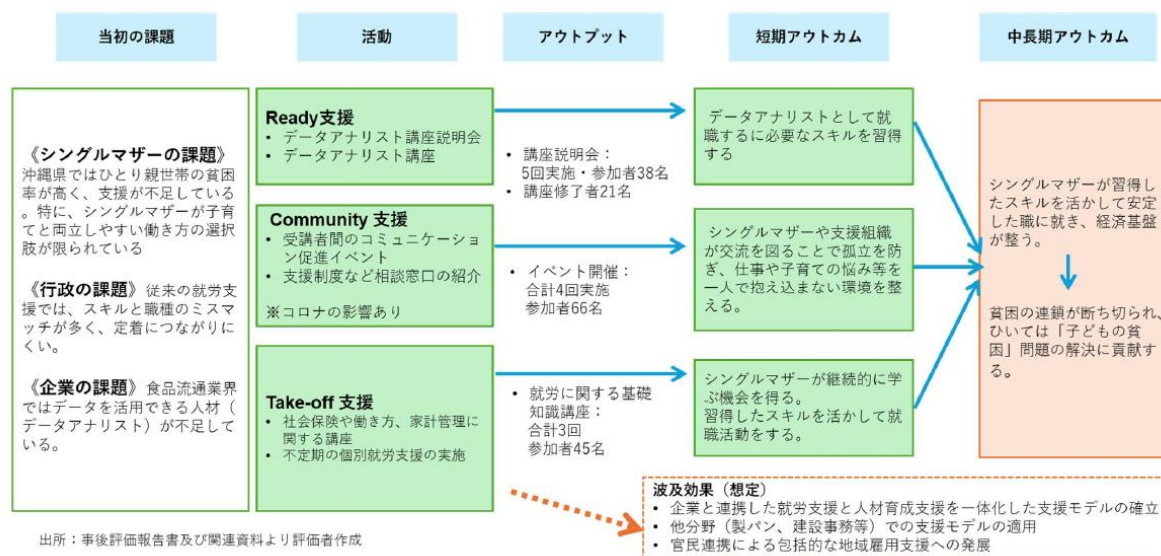 当初の課題
活動
アウトプット
短期アウトカム
中長期アウトカム
《シングルマザーの課題》
沖縄県ではひとり親世帯の貧困
率が高く、支援が不足している
。特に、シングルマザーが子育
てと両立しやすい働き方の選択
肢が限られている
《行政の課題》従来の就労支
援では、スキルと職種のミスマ
ッチが多く、定着につながりに
くい。
《企業の課題》食品流通業界
ではデータを活用できる人材（
データアナリスト）が不足して
いる。
Ready支援
• データアナリスト講座説明会
• データアナリスト講座
Community 支援
• 受講者間のコミュニケーショ
ン促進イベント
• 支援制度など相談窓口の紹介
※コロナの影響あり
Take-off 支援
• 社会保険や働き方、家計管理に
関する講座
• 不定期の個別就労支援の実施
• 講座説明会：
5回実施・参加者38名
• 講座修了者21名
• イベント開催：
合計4回実施
参加者66名
• 就労に関する基礎
知識講座：
合計3回
参加者45名
データアナリストとして就
職するに必要なスキルを習得
する
シングルマザーや支援組織
が交流を図ることで孤立を防
ぎ、仕事や子育ての悩み等を
一人で抱え込まない環境を整
える。
シングルマザーが継続的に学
ぶ機会を得る。
習得したスキルを活かして就
職活動をする。
シングルマザーが習得し
たスキルを活かして安定
した職に就き、経済基盤
が整う。
貧困の連鎖が断ち切られ、
ひいては「子どもの貧
困」問題の解決に貢献す
る。
波及効果（想定）
• 企業と連携した就労支援と人材育成支援を一体化した支援モデルの確立
• 他分野（製パン、建設事務等）での支援モデルの適用
• 官民連携による包括的な地域雇用支援への発展
出所：事後評価報告書及び関連資料より評価者作成